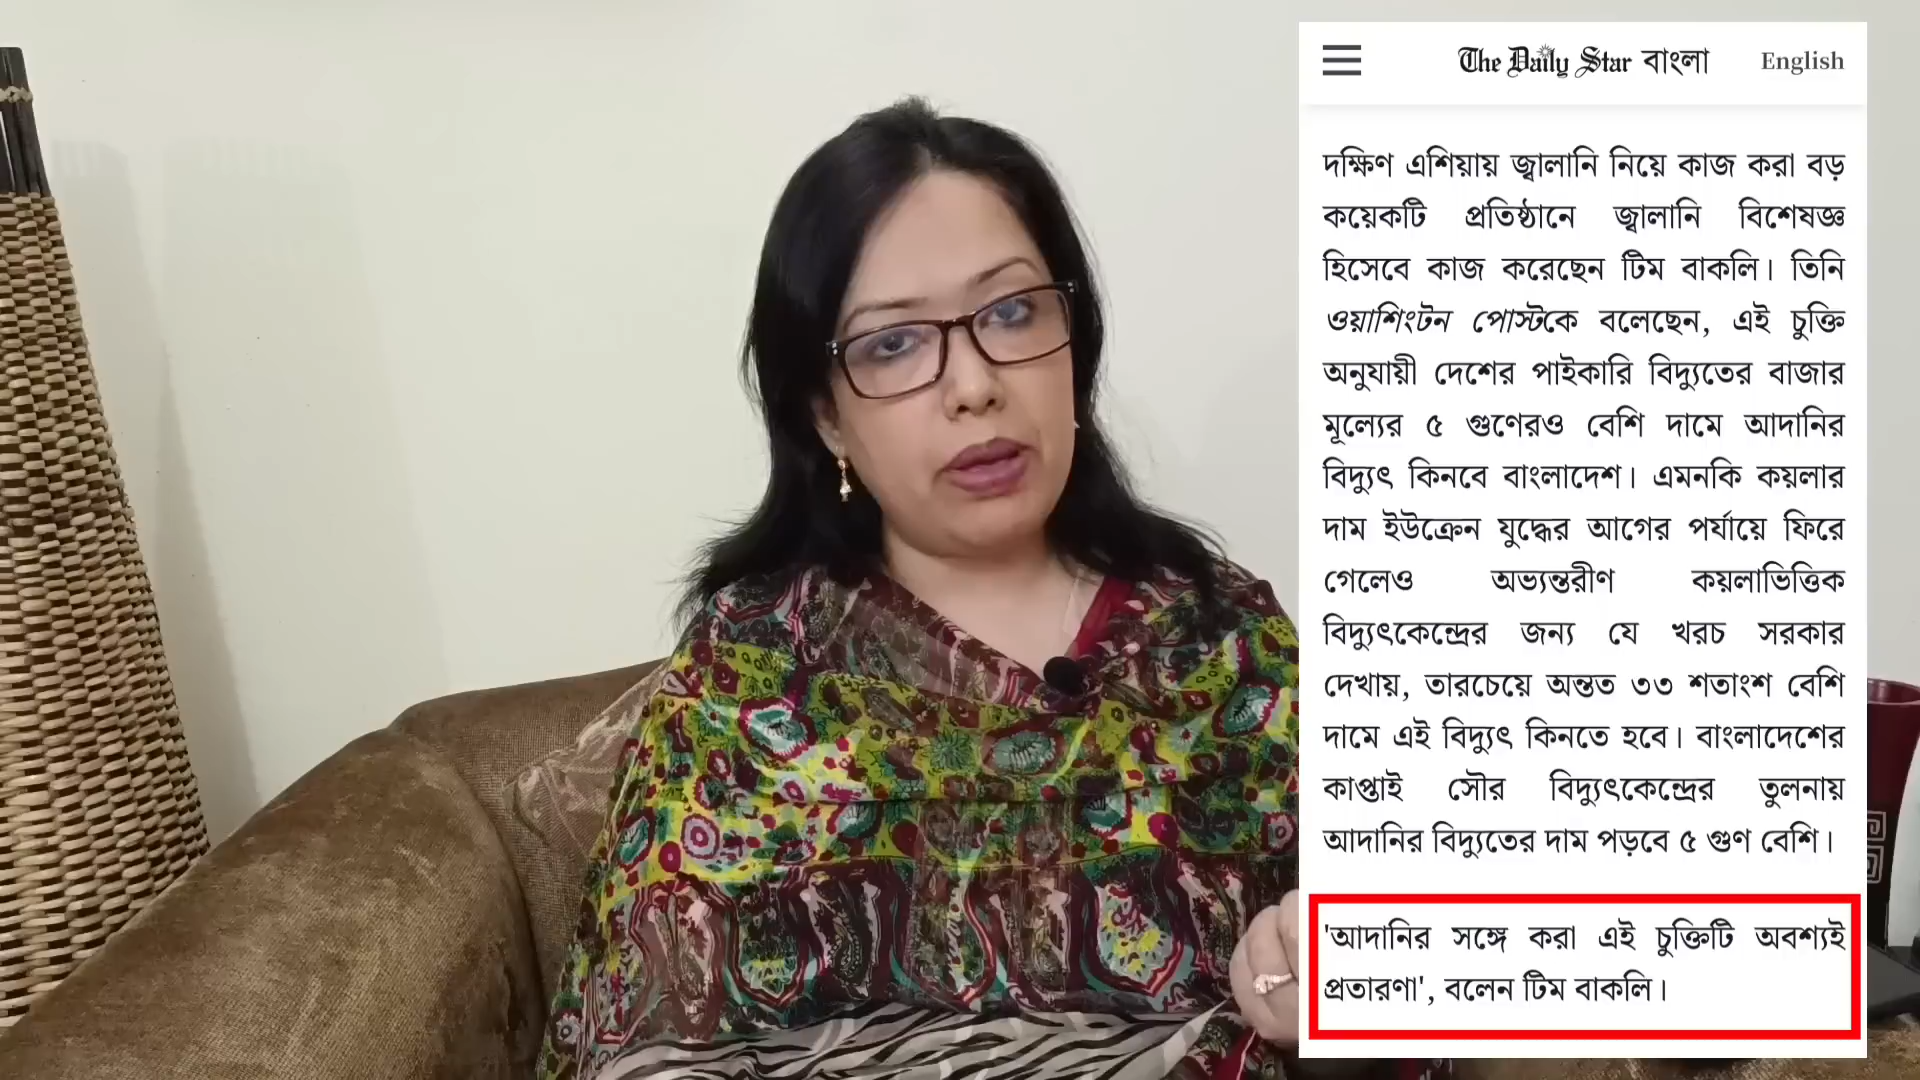 The Daily Star বাংলা English
দক্ষিণ এশিয়ায় জ্বালানি নিয়ে কাজ করা বড়
কয়েকটি প্রতিষ্ঠানে জ্বালানি বিশেষজ্ঞ
হিসেবে কাজ করেছেন টিম বাকলি। তিনি
ওয়াশিংটন পোস্টকে বলেছেন, এই চুক্তি
অনুযায়ী দেশের পাইকারি বিদ্যুতের বাজার
মূল্যের ৫ গুণেরও বেশি দামে আদানির
বিদ্যুৎ কিনবে বাংলাদেশ। এমনকি কয়লার
দাম ইউক্রেন যুদ্ধের আগের পর্যায়ে ফিরে
গেলেও অভ্যন্তরীণ কয়লাভিত্তিক
বিদ্যুৎকেন্দ্রের জন্য যে খরচ সরকার
দেখায়, তারচেয়ে অন্তত ৩৩ শতাংশ বেশি
দামে এই বিদ্যুৎ কিনতে হবে। বাংলাদেশের
কাপ্তাই সৌর বিদ্যুৎকেন্দ্রের তুলনায়
আদানির বিদ্যুতের দাম পড়বে ৫ গুণ বেশি।
'আদানির সঙ্গে করা এই চুক্তিটি অবশ্যই
প্রতারণা', বলেন টিম বাকলি।